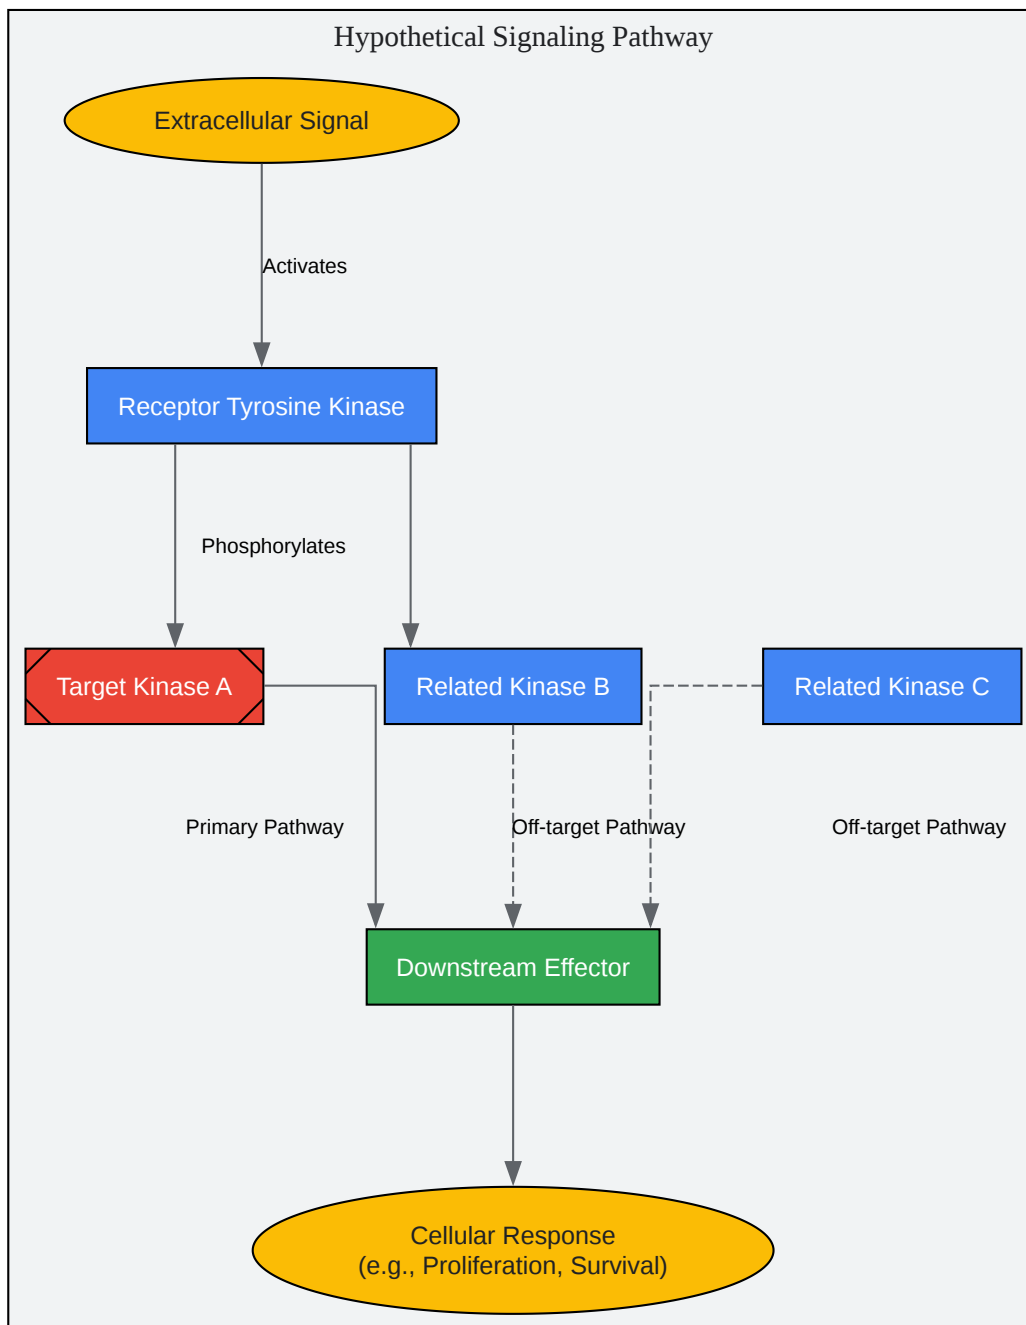 Hypothetical Signaling Pathway
Extracellular Signal
Activates
Receptor Tyrosine Kinase
Phosphorylates
Target Kinase A
Related Kinase B
Related Kinase C
Primary Pathway
Off-target Pathway
Off-target Pathway
Downstream Effector
Cellular Response
(e.g., Proliferation, Survival)